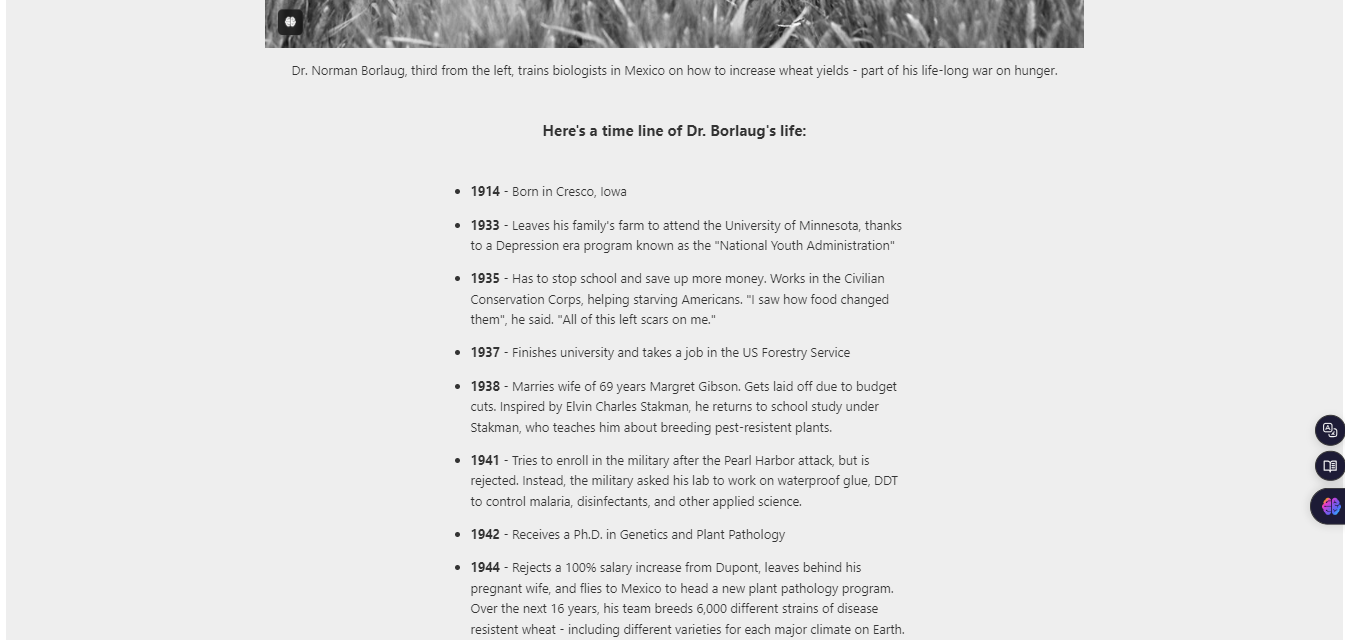 Dr. Norman Borlaug, third from the left, trains biologists in Mexico on how to increase wheat yields - part of his life-long war on hunger.
Here's a time line of Dr. Borlaug's life:
1914 - Born in Cresco, Iowa
1933 - Leaves his family's farm to attend the University of Minnesota, thanks
to a Depression era program known as the "National Youth Administration"
1935 - Has to stop school and save up more money. Works in the Civilian
Conservation Corps, helping starving Americans. "I saw how food changed
them", he said. "All of this left scars on me."
1937 - Finishes university and takes a job in the US Forestry Service
1938 - Marries wife of 69 years Margret Gibson. Gets laid off due to budget
cuts. Inspired by Elvin Charles Stakman, he returns to school study under
Stakman, who teaches him about breeding pest-resistent plants.
1941 - Tries to enroll in the military after the Pearl Harbor attack, but is
rejected. Instead, the military asked his lab to work on waterproof glue, DDT
to control malaria, disinfectants, and other applied science.
1942 - Receives a Ph.D. in Genetics and Plant Pathology
1944 - Rejects a 100% salary increase from Dupont, leaves behind his
pregnant wife, and flies to Mexico to head a new plant pathology program.
Over the next 16 years, his team breeds 6,000 different strains of disease
resistent wheat - including different varieties for each major climate on Earth.